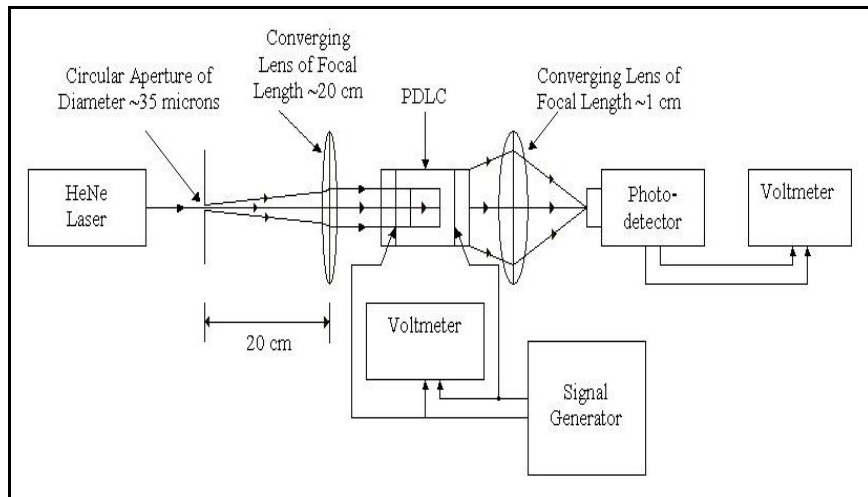 Converging
Lens of Focal
Length ~20 cm
Circular Aperture of
Diameter ~35 microns
PDLC
Converging Lens of
Focal Length ~1 cm
HeNe
Laser
Photo-
detector
Voltmeter
20 cm
Voltmeter
Signal
Generator